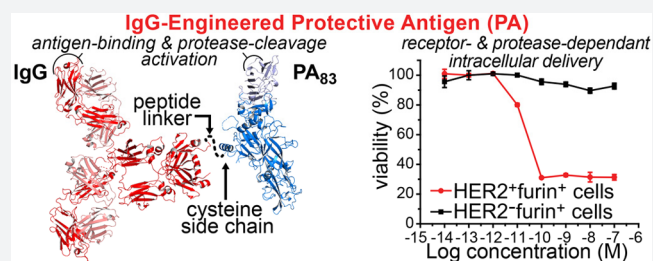 IgG-Engineered Protective Antigen (PA)
antigen-binding & protease-cleavage
activation
IgG
PA83
peptide
linker
cysteine
side chain
receptor- & protease-dependant
intracellular delivery
viability (%)
100
80
60
40
20
0
HER2+furin+ cells
HER2-furin+ cells
-15 -14 -13 -12 -11 -10 -9 -8 -7 -6
Log concentration (M)